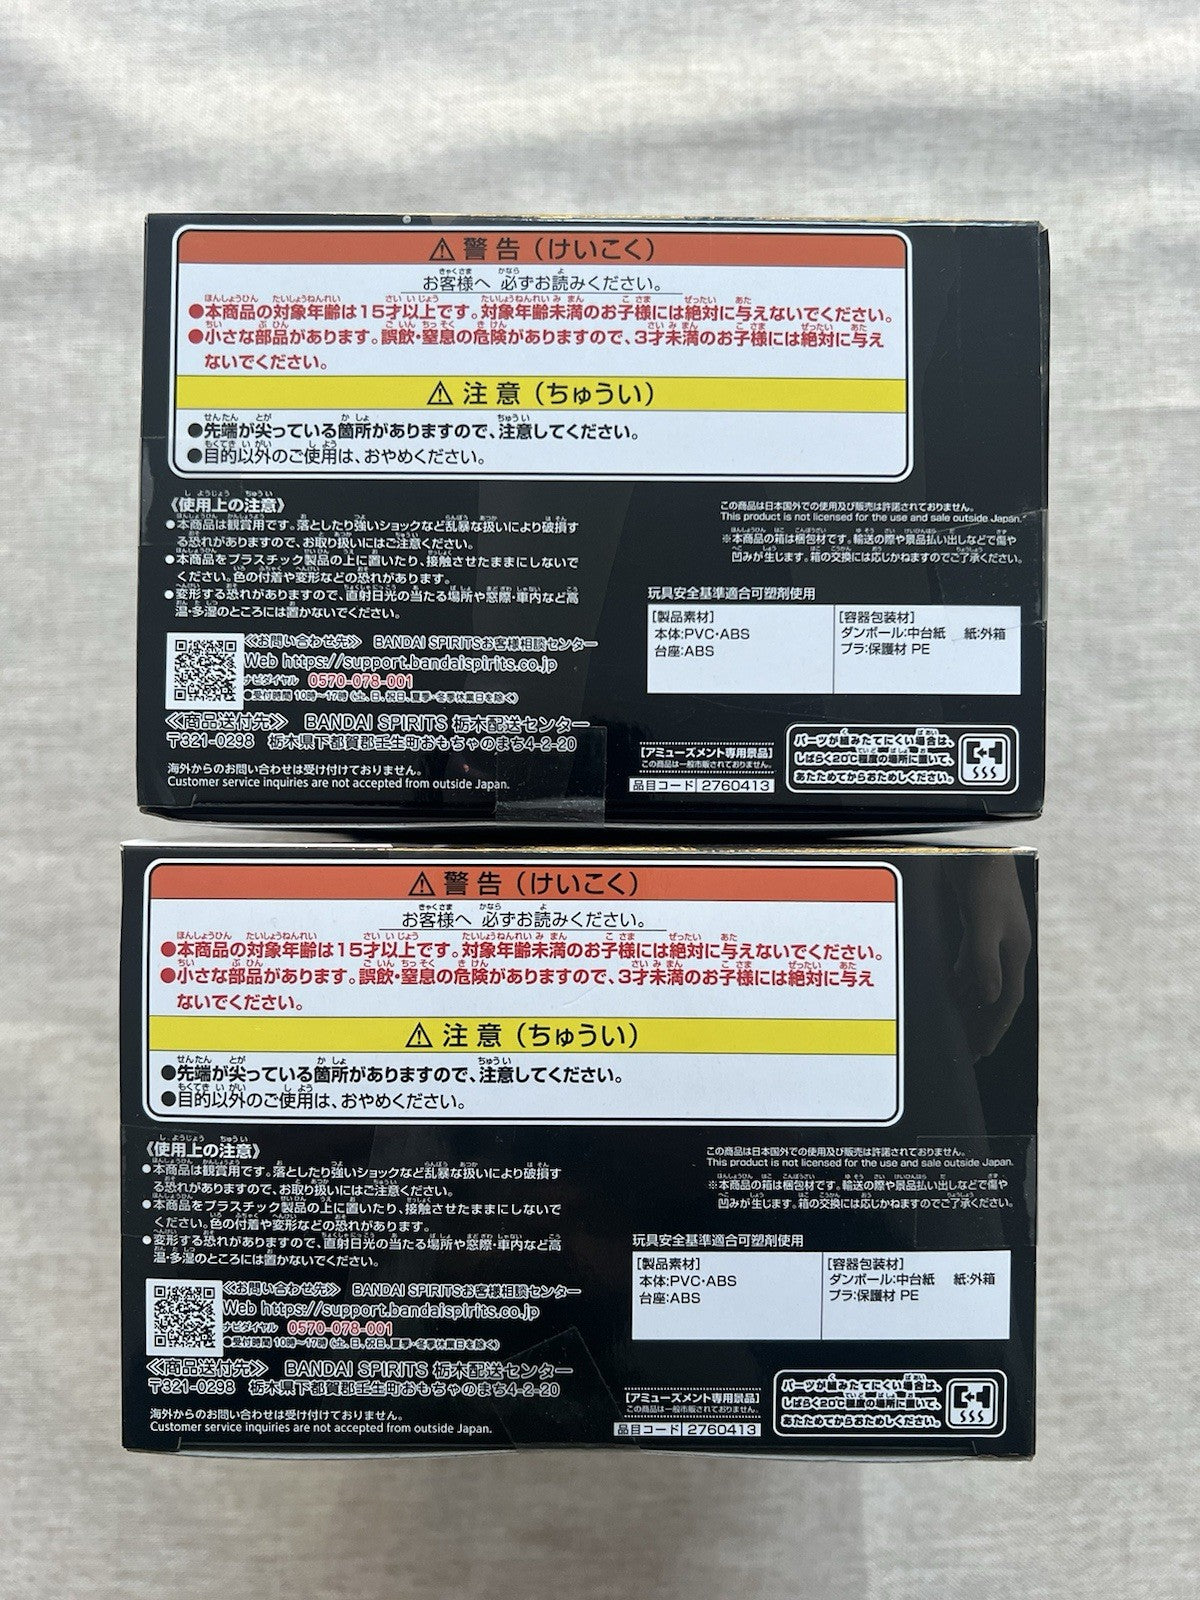 ⚠警告（けいこく）
お客様へ 必ずお読みください。
●本商品の対象年齢は15才以上です。対象年齢未満のお子様には絶対に与えないでください。
●小さな部品があります。誤飲・窒息の危険がありますので、3才未満のお子様には絶対に与え
ないでください。
⚠注意（ちゅうい）
●先端が尖っている箇所がありますので、注意してください。
●目的以外のご使用は、おやめください。
《使用上の注意》
●本商品は観賞用です。落としたり強いショックなど乱暴な扱いにより破損す
る恐れがありますので、お取り扱いにはご注意ください。
●本商品をプラスチック製品の上に置いたり、接触させたままにしないで
ください。色の付着や変形などの恐れがあります。
●変形する恐れがありますので、直射日光の当たる場所や窓際・車内など高
温・多湿のところには置かないでください。
≪お問い合わせ先≫ BANDAI SPIRITSお客様相談センター
Web https://support.bandaispirits.co.jp
ナビダイヤル 0570-078-001
●受付時間 10時〜17時（土、日、祝日、夏季・冬季休業日を除く）
≪商品送付先≫ BANDAI SPIRITS 栃木配送センター
〒321-0298 栃木県下都賀郡壬生町おもちゃのまち4-2-20
海外からのお問い合わせは受け付けておりません。
Customer service inquiries are not accepted from outside Japan.
この商品は日本国外での使用及び販売は許諾されておりません。
This product is not licensed for the use and sale outside Japan.
※本商品の箱は梱包材です。輸送の際や景品払い出しなどで傷や
凹みが生じます。箱の交換には応じかねますのでご了承ください。
玩具安全基準適合可塑剤使用
［製品素材］
本体:PVC・ABS
台座:ABS
［容器包装材］
ダンボール:中台紙 紙:外箱
プラ:保護材 PE
【アミューズメント専用景品】
この商品は一般市販されておりません。
品目コード 2760413
パーツが組みたてにくい場合は、
しばらく20℃程度の場所に置いて、
あたためてからおためしください。
⚠警告（けいこく）
お客様へ 必ずお読みください。
●本商品の対象年齢は15才以上です。対象年齢未満のお子様には絶対に与えないでください。
●小さな部品があります。誤飲・窒息の危険がありますので、3才未満のお子様には絶対に与え
ないでください。
⚠注意（ちゅうい）
●先端が尖っている箇所がありますので、注意してください。
●目的以外のご使用は、おやめください。
《使用上の注意》
●本商品は観賞用です。落としたり強いショックなど乱暴な扱いにより破損す
る恐れがありますので、お取り扱いにはご注意ください。
●本商品をプラスチック製品の上に置いたり、接触させたままにしないで
ください。色の付着や変形などの恐れがあります。
●変形する恐れがありますので、直射日光の当たる場所や窓際・車内など高
温・多湿のところには置かないでください。
≪お問い合わせ先≫ BANDAI SPIRITSお客様相談センター
Web https://support.bandaispirits.co.jp
ナビダイヤル 0570-078-001
●受付時間 10時〜17時（土、日、祝日、夏季・冬季休業日を除く）
≪商品送付先≫ BANDAI SPIRITS 栃木配送センター
〒321-0298 栃木県下都賀郡壬生町おもちゃのまち4-2-20
海外からのお問い合わせは受け付けておりません。
Customer service inquiries are not accepted from outside Japan.
この商品は日本国外での使用及び販売は許諾されておりません。
This product is not licensed for the use and sale outside Japan.
※本商品の箱は梱包材です。輸送の際や景品払い出しなどで傷や
凹みが生じます。箱の交換には応じかねますのでご了承ください。
玩具安全基準適合可塑剤使用
［製品素材］
本体:PVC・ABS
台座:ABS
［容器包装材］
ダンボール:中台紙 紙:外箱
プラ:保護材 PE
【アミューズメント専用景品】
この商品は一般市販されておりません。
品目コード 2760413
パーツが組みたてにくい場合は、
しばらく20℃程度の場所に置いて、
あたためてからおためしください。